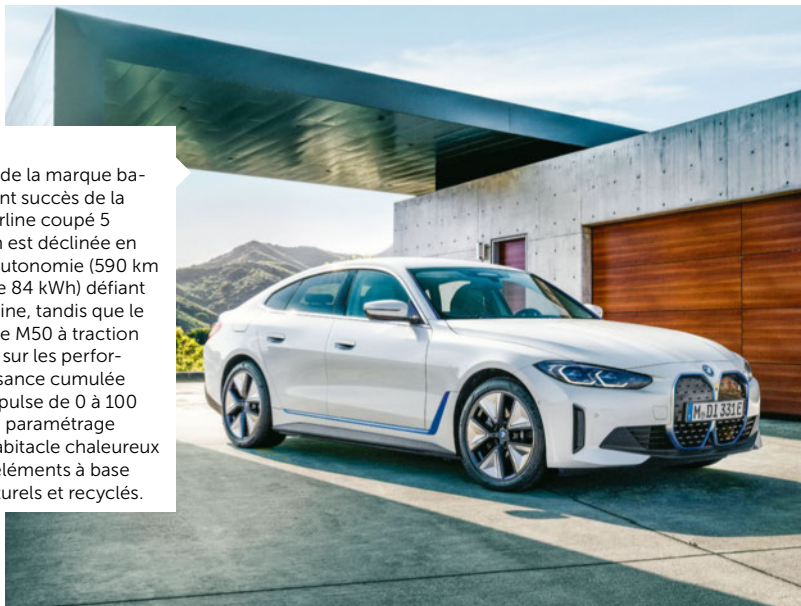 de la marque ba-
nt succès de la
rline coupé 5
n est déclinée en
utonomie (590 km
e 84 kWh) défiant
ine, tandis que le
e M50 à traction
sur les perfor-
sance cumulée
pulse de 0 à 100
paramétrage
abitacle chaleureux
éléments à base
turels et recyclés.
M DI 331E